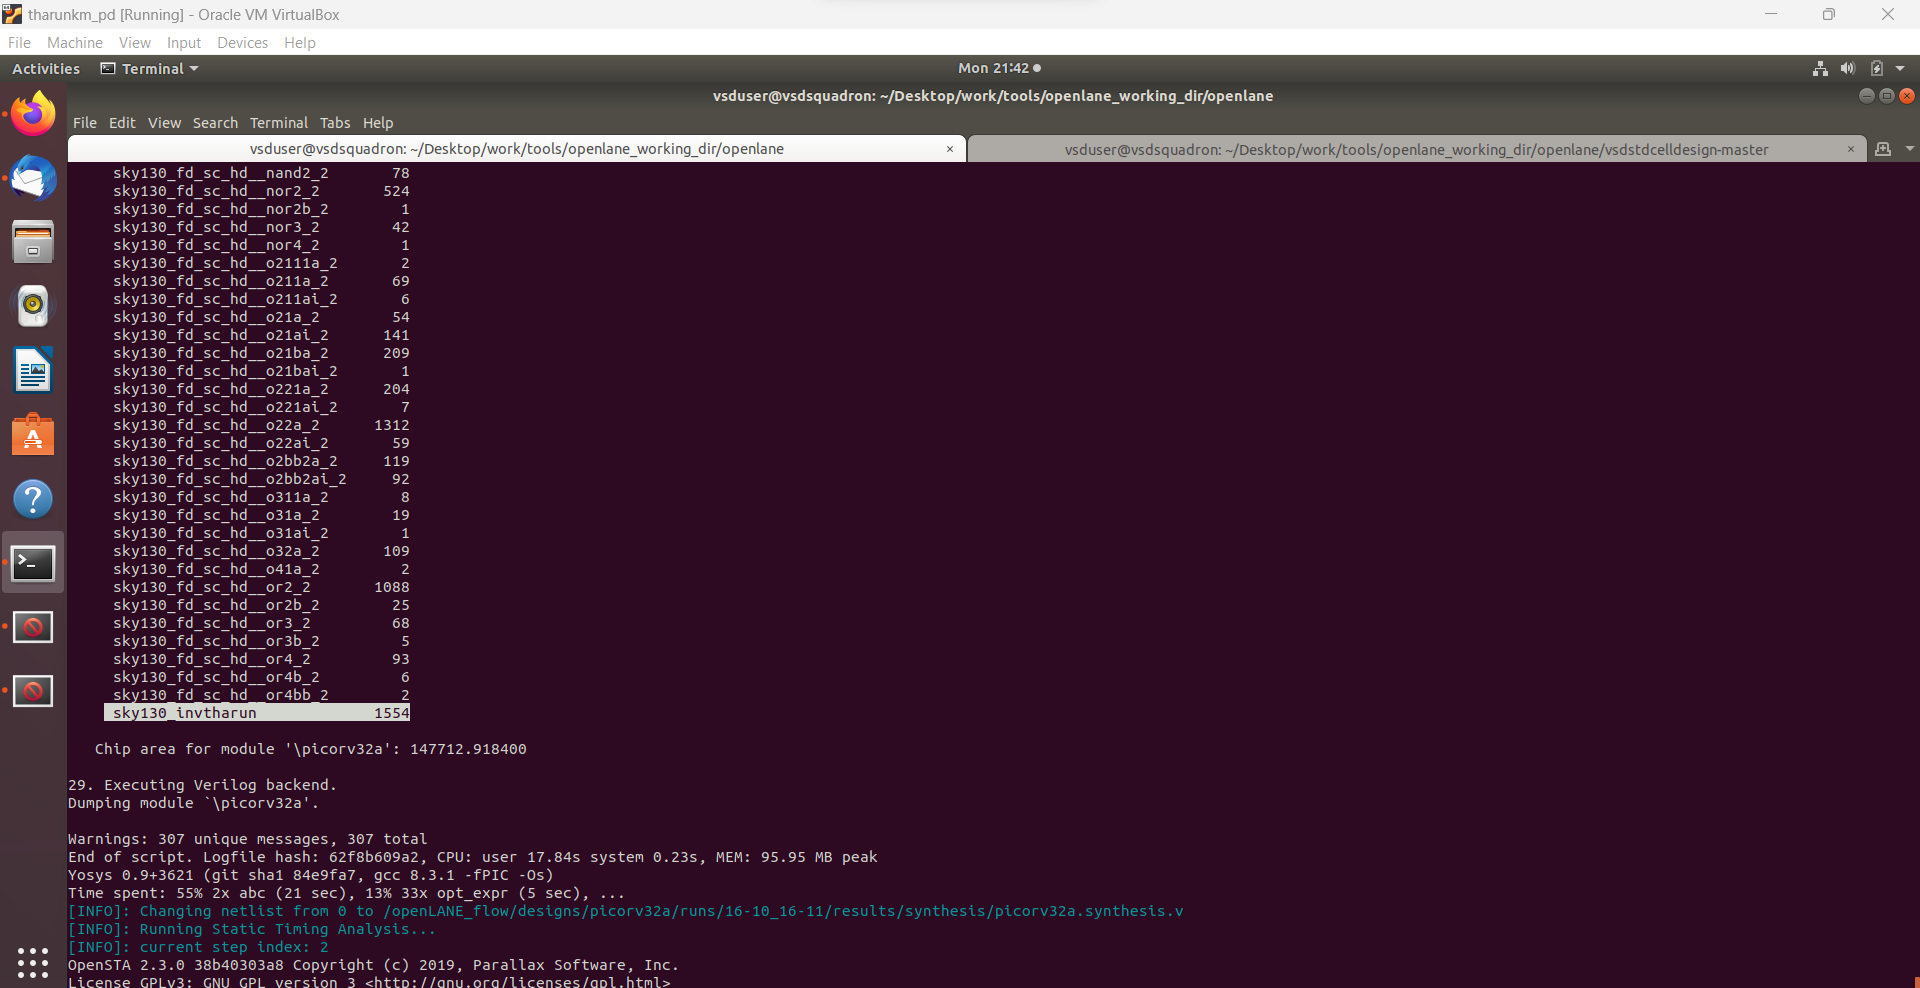 tharunkm_pd [Running] - Oracle VM VirtualBox
File Machine View Input Devices Help
Activities Terminal Mon 21:42
vsduser@vsdsquadron: ~/Desktop/work/tools/openlane_working_dir/openlane
File Edit View Search Terminal Tabs Help
vsduser@vsdsquadron: ~/Desktop/work/tools/openlane_working_dir/openlane × vsduser@vsdsquadron: ~/Desktop/work/tools/openlane_working_dir/openlane/vsdstdcelldesign-master ×
sky130_fd_sc_hd__nand2_2 78
sky130_fd_sc_hd__nor2_2 524
sky130_fd_sc_hd__nor2b_2 1
sky130_fd_sc_hd__nor3_2 42
sky130_fd_sc_hd__nor4_2 1
sky130_fd_sc_hd__o2111a_2 2
sky130_fd_sc_hd__o211a_2 69
sky130_fd_sc_hd__o211ai_2 6
sky130_fd_sc_hd__o21a_2 54
sky130_fd_sc_hd__o21ai_2 141
sky130_fd_sc_hd__o21ba_2 209
sky130_fd_sc_hd__o21bai_2 1
sky130_fd_sc_hd__o221a_2 204
sky130_fd_sc_hd__o221ai_2 7
sky130_fd_sc_hd__o22a_2 1312
sky130_fd_sc_hd__o22ai_2 59
sky130_fd_sc_hd__o2bb2a_2 119
sky130_fd_sc_hd__o2bb2ai_2 92
sky130_fd_sc_hd__o311a_2 8
sky130_fd_sc_hd__o31a_2 19
sky130_fd_sc_hd__o31ai_2 1
sky130_fd_sc_hd__o32a_2 109
sky130_fd_sc_hd__o41a_2 2
sky130_fd_sc_hd__or2_2 1088
sky130_fd_sc_hd__or2b_2 25
sky130_fd_sc_hd__or3_2 68
sky130_fd_sc_hd__or3b_2 5
sky130_fd_sc_hd__or4_2 93
sky130_fd_sc_hd__or4b_2 6
sky130_fd_sc_hd__or4bb_2 2
sky130_invtharun 1554
Chip area for module '\picorv32a': 147712.918400
29. Executing Verilog backend.
Dumping module `\picorv32a'.
Warnings: 307 unique messages, 307 total
End of script. Logfile hash: 62f8b609a2, CPU: user 17.84s system 0.23s, MEM: 95.95 MB peak
Yosys 0.9+3621 (git sha1 84e9fa7, gcc 8.3.1 -fPIC -Os)
Time spent: 55% 2x abc (21 sec), 13% 33x opt_expr (5 sec), ...
[INFO]: Changing netlist from 0 to /openLANE_flow/designs/picorv32a/runs/16-10_16-11/results/synthesis/picorv32a.synthesis.v
[INFO]: Running Static Timing Analysis...
[INFO]: current step index: 2
OpenSTA 2.3.0 38b40303a8 Copyright (c) 2019, Parallax Software, Inc.
License GPLv3: GNU GPL version 3 <http://gnu.org/licenses/gpl.html>